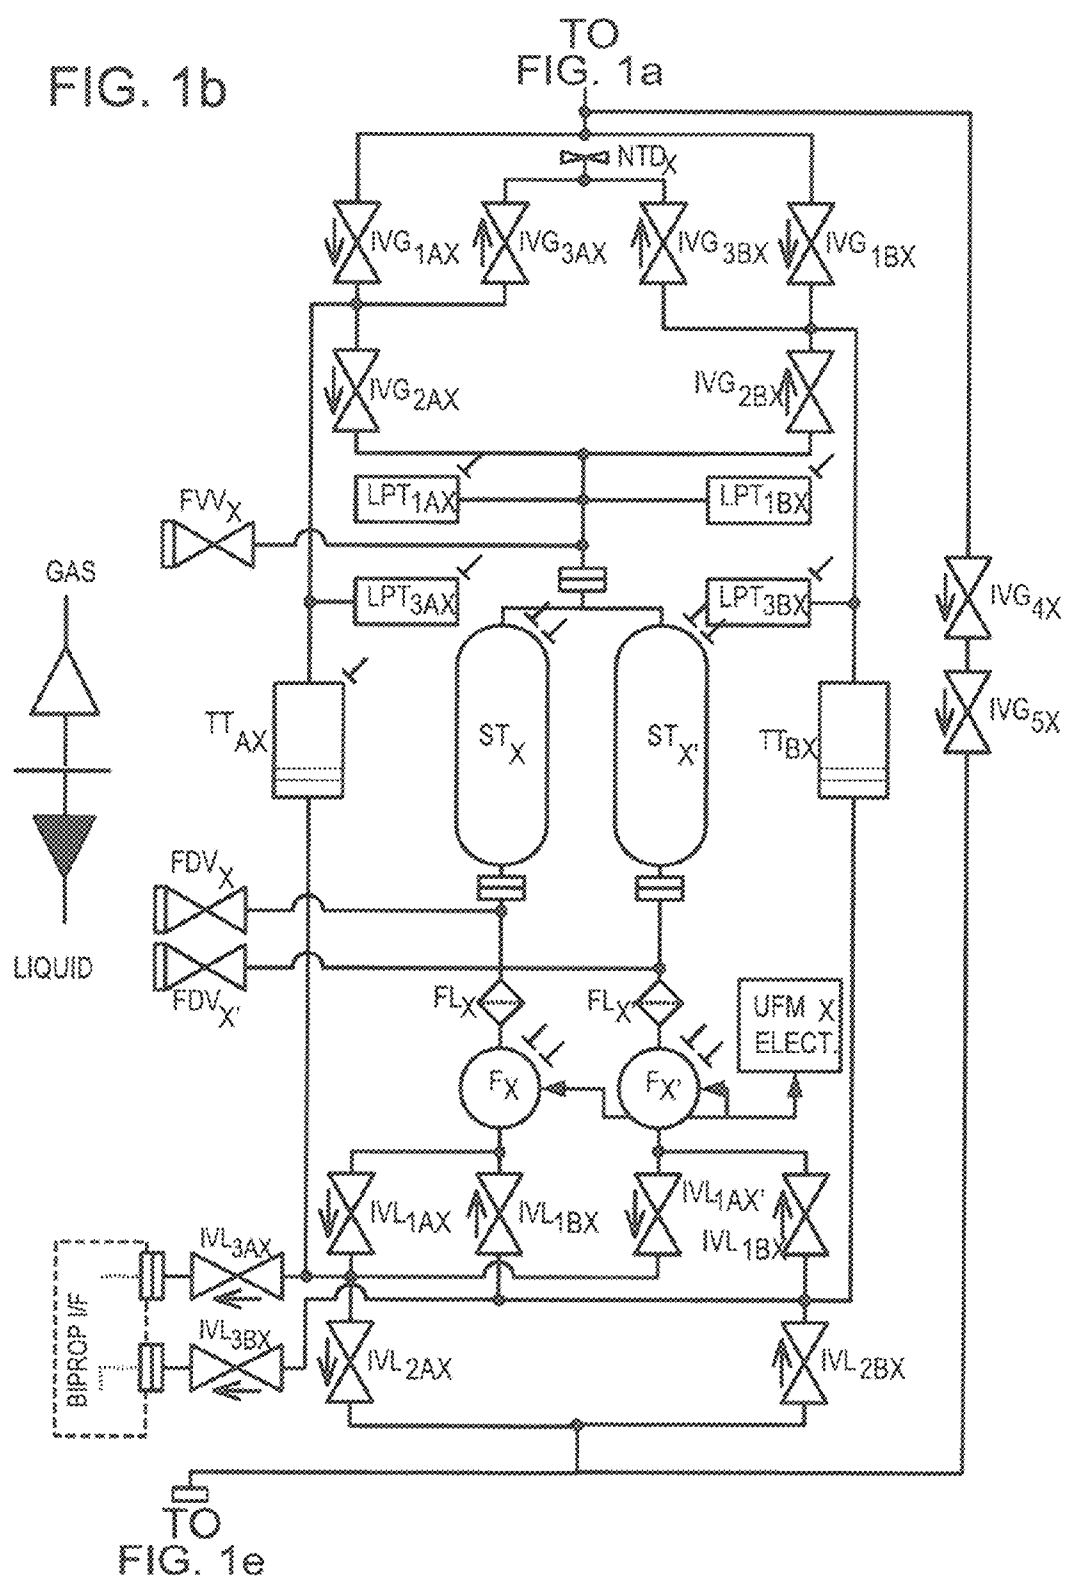 TO
FIG. 1a
FIG. 1b
NTDX
IVG1AX
IVG3AX
IVG3BX
IVG1BX
IVG2AX
IVG2BX
LPT1AX
LPT1BX
FVVX
GAS
LPT3AX
LPT3BX
IVG4X
IVG5X
TTAX
STX
STX'
TTBX
FDVX
LIQUID
FDVX'
FLX
FLX'
UFM X
ELECT.
FX
FX'
IVL1AX
IVL1BX
IVL1AX'
IVL1BX
IVL3AX
BIPROP I/F
IVL3BX
IVL2AX
IVL2BX
TO
FIG. 1e